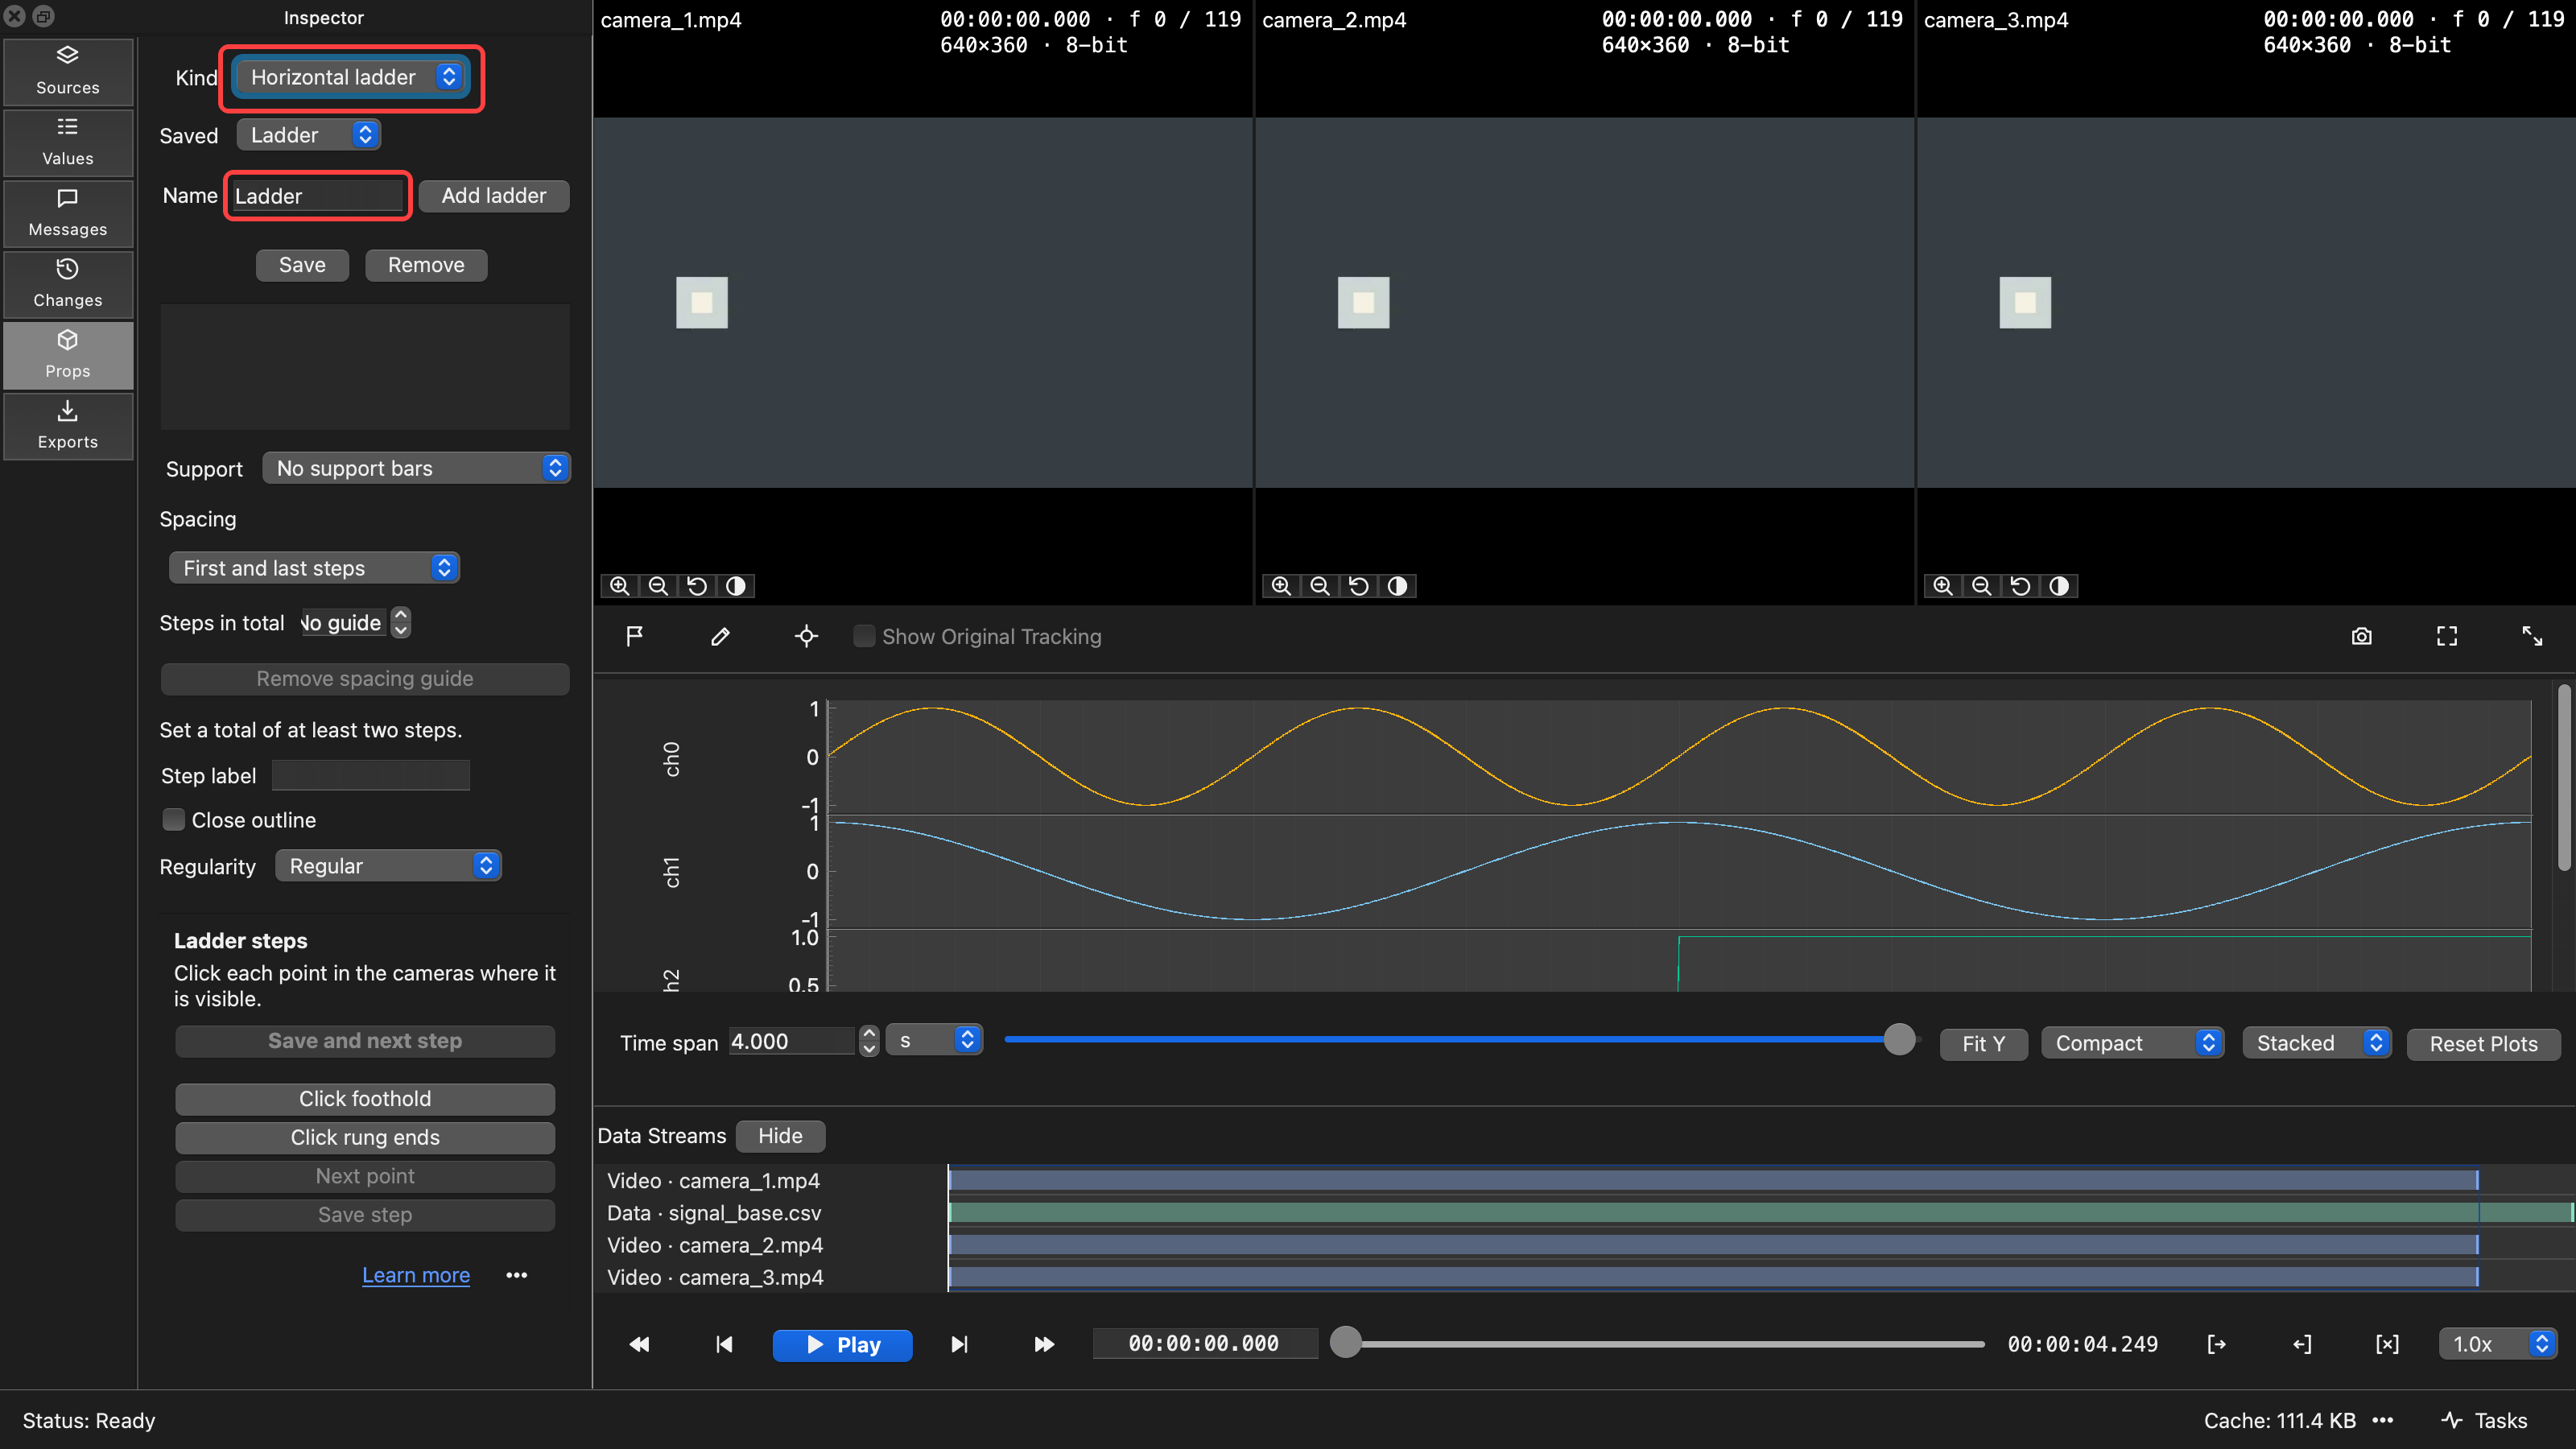 Inspector
Sources
Values
Messages
Changes
Props
Exports
Kind Horizontal ladder
Saved Ladder
Name Ladder Add ladder
Save Remove
Support No support bars
Spacing
First and last steps
Steps in total No guide
Remove spacing guide
Set a total of at least two steps.
Step label
Close outline
Regularity Regular
Ladder steps
Click each point in the cameras where it
is visible.
Save and next step
Click foothold
Click rung ends
Next point
Save step
Learn more •••
camera_1.mp4 00:00:00.000 · f 0 / 119
640×360 · 8-bit
camera_2.mp4 00:00:00.000 · f 0 / 119
640×360 · 8-bit
camera_3.mp4 00:00:00.000 · f 0 / 119
640×360 · 8-bit
Show Original Tracking
ch0
1
0
-1
ch1
1
0
-1
h2
1.0
0.5
Time span 4.000 s Fit Y Compact Stacked Reset Plots
Data Streams Hide
Video · camera_1.mp4
Data · signal_base.csv
Video · camera_2.mp4
Video · camera_3.mp4
Play 00:00:00.000 00:00:04.249 1.0x
Status: Ready Cache: 111.4 KB ••• Tasks